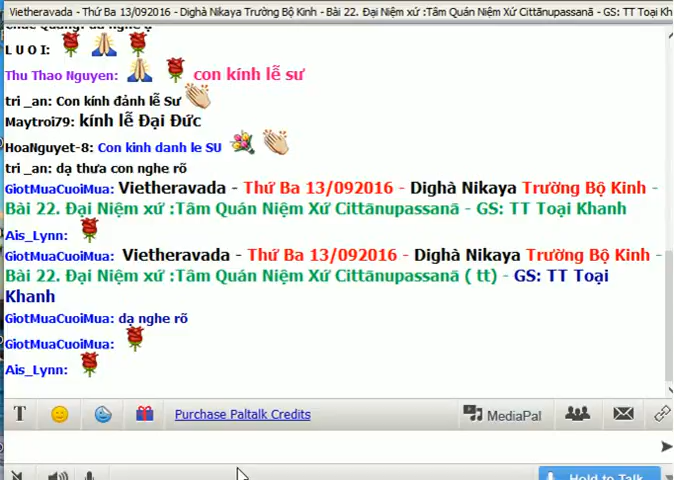 Vietheravada - Thứ Ba 13/092016 - Dighà Nikaya Trường Bộ Kinh - Bài 22. Đại Niệm xứ :Tâm Quán Niệm Xứ Cittānupassanā - GS: TT Toại Kh
L U O I:
Thu Thao Nguyen: con kính lễ sư
tri _an: Con kính đảnh lễ Sư
Maytroi79: kính lễ Đại Đức
HoaNguyet-8: Con kinh danh le SU
tri _an: dạ thưa con nghe rõ
GiotMuaCuoiMua: Vietheravada - Thứ Ba 13/092016 - Dighà Nikaya Trường Bộ Kinh -
Bài 22. Đại Niệm xứ :Tâm Quán Niệm Xứ Cittānupassanā - GS: TT Toại Khanh
Ais_Lynn:
GiotMuaCuoiMua: Vietheravada - Thứ Ba 13/092016 - Dighà Nikaya Trường Bộ Kinh -
Bài 22. Đại Niệm xứ :Tâm Quán Niệm Xứ Cittānupassanā ( tt) - GS: TT Toại
Khanh
GiotMuaCuoiMua: dạ nghe rõ
GiotMuaCuoiMua:
Ais_Lynn:
T Purchase Paltalk Credits MediaPal
Hold to Talk